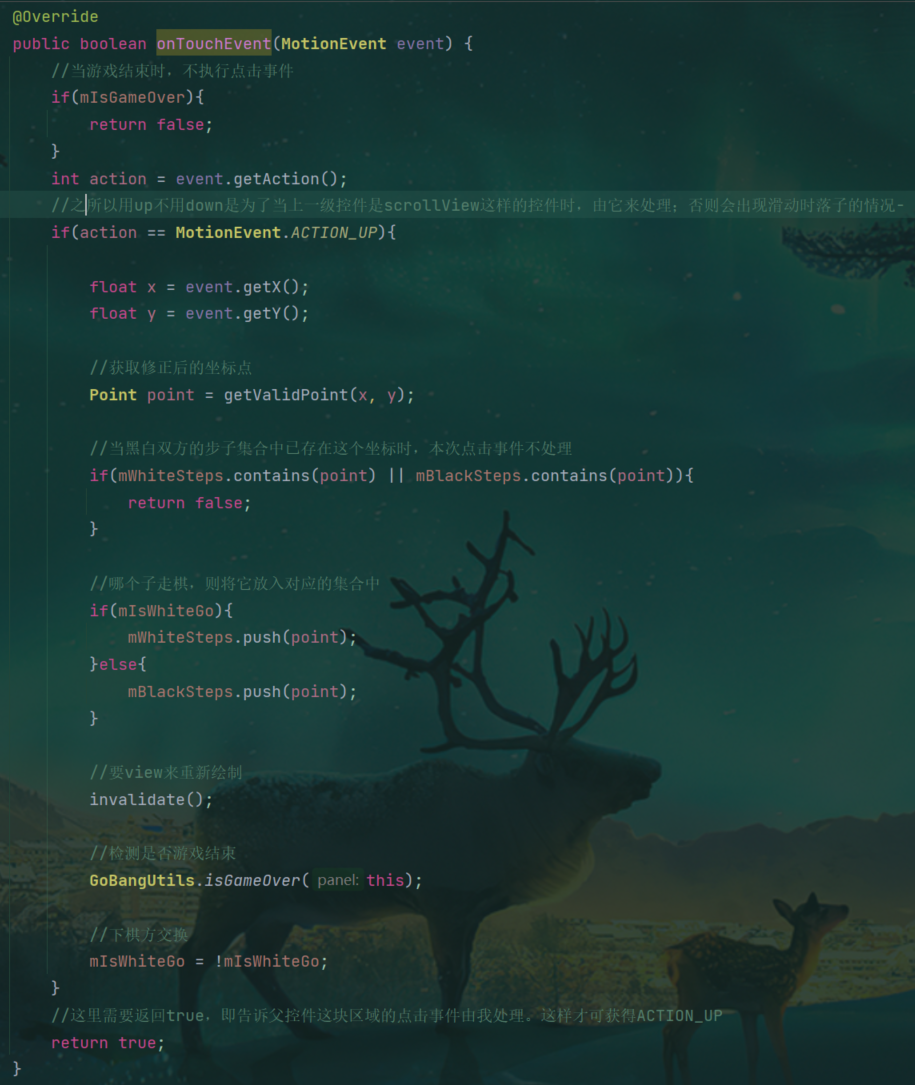 @Override
public boolean onTouchEvent(MotionEvent event) {
//当游戏结束时，不执行点击事件
if(mIsGameOver){
return false;
}
int action = event.getAction();
//之所以用up不用down是为了当上一级控件是scrollView这样的控件时，由它来处理；否则会出现滑动时落子的情况-
if(action == MotionEvent.ACTION_UP){
float x = event.getX();
float y = event.getY();
//获取修正后的坐标点
Point point = getValidPoint(x, y);
//当黑白双方的步子集合中已存在这个坐标时，本次点击事件不处理
if(mWhiteSteps.contains(point) || mBlackSteps.contains(point)){
return false;
}
//哪个子走棋，则将它放入对应的集合中
if(mIsWhiteGo){
mWhiteSteps.push(point);
}else{
mBlackSteps.push(point);
}
//要view来重新绘制
invalidate();
//检测是否游戏结束
GoBangUtils.isGameOver( panel: this);
//下棋方交换
mIsWhiteGo = !mIsWhiteGo;
}
//这里需要返回true，即告诉父控件这块区域的点击事件由我处理。这样才可获得ACTION_UP
return true;
}